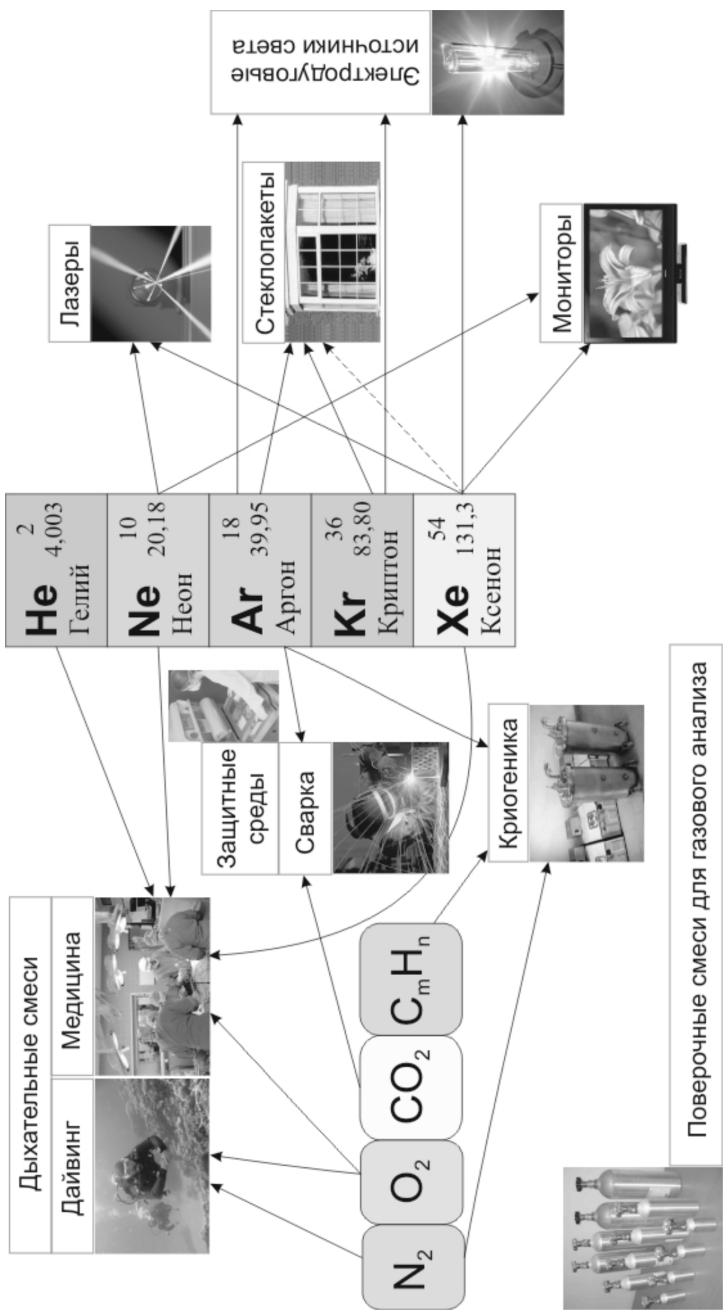 Дыхательные смеси
Дайвинг
Медицина
Защитные
среды
Сварка
Криогеника
N2
O2
CO2
CmHn
Поверочные смеси для газового анализа
He
2
4,003
Гелий
Ne
10
20,18
Неон
Ar
18
39,95
Аргон
Kr
36
83,80
Криптон
Xe
54
131,3
Ксенон
Лазеры
Стеклопакеты
Мониторы
Электродуговые
источники света